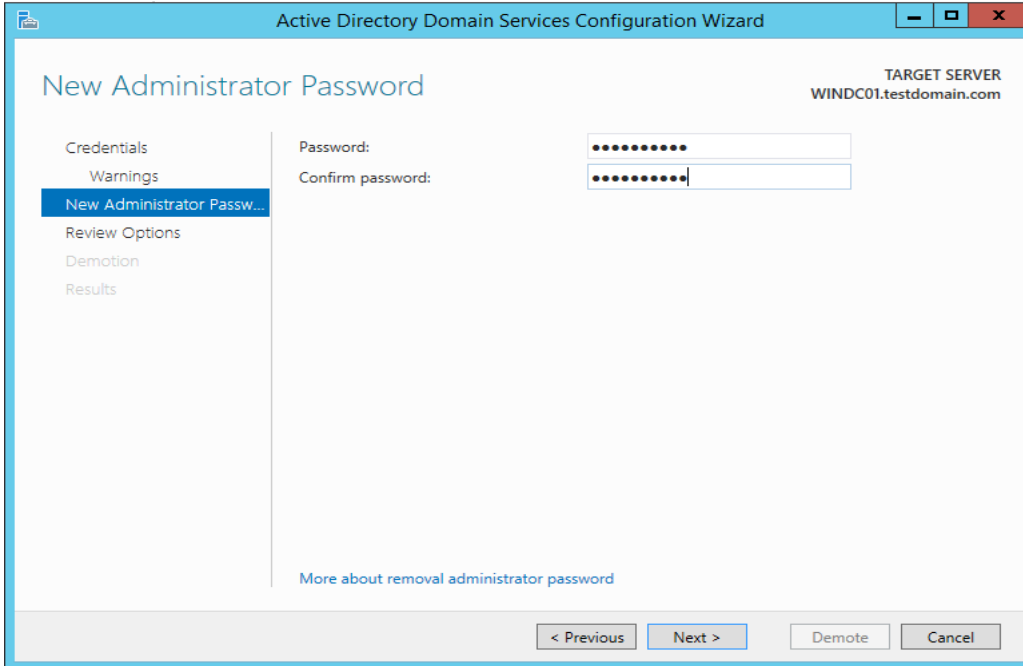 Active Directory Domain Services Configuration Wizard
New Administrator Password
TARGET SERVER
WINDC01.testdomain.com
Credentials
Warnings
New Administrator Passw...
Review Options
Demotion
Results
Password: ●●●●●●●●●●
Confirm password: ●●●●●●●●●●
More about removal administrator password
< Previous
Next >
Demote
Cancel